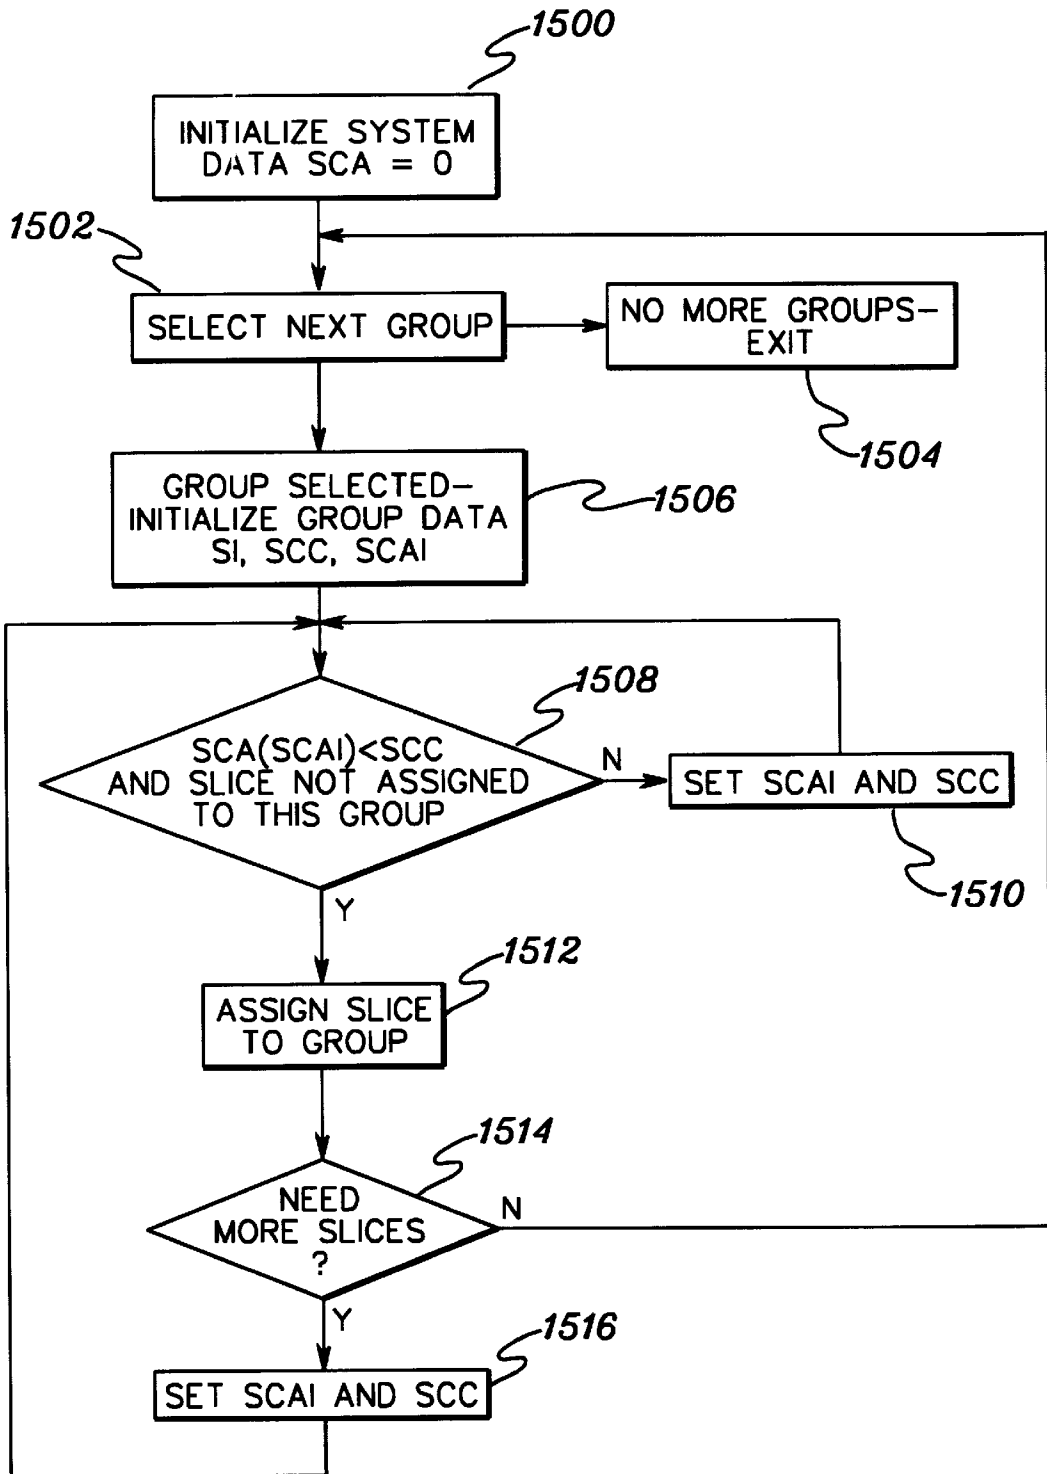 1500
INITIALIZE SYSTEM
DATA SCA = 0
1502
SELECT NEXT GROUP
NO MORE GROUPS-
EXIT
1504
GROUP SELECTED-
INITIALIZE GROUP DATA
SI, SCC, SCAI
1506
1508
SCA(SCAI)<SCC
AND SLICE NOT ASSIGNED
TO THIS GROUP
N
SET SCAI AND SCC
1510
Y
1512
ASSIGN SLICE
TO GROUP
1514
NEED
MORE SLICES
?
N
Y
1516
SET SCAI AND SCC